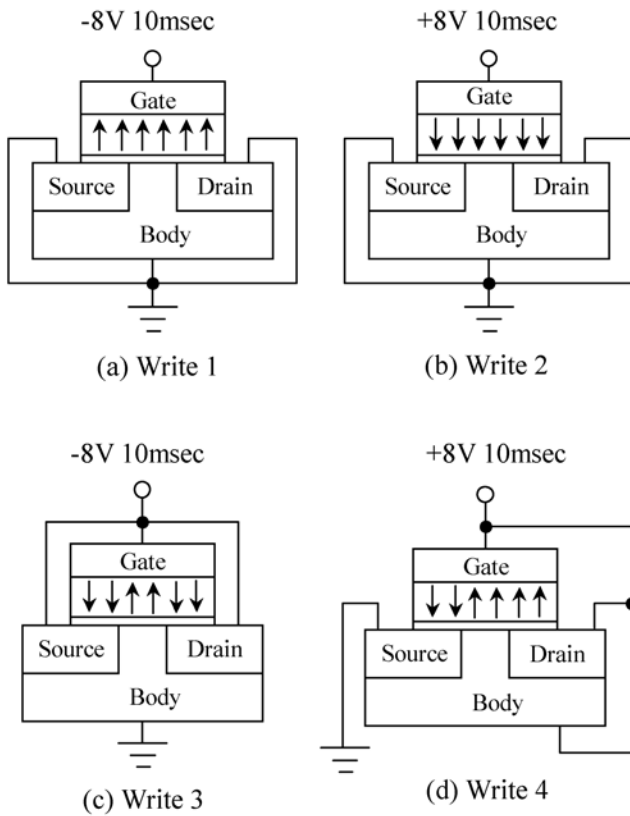 -8V 10msec
+8V 10msec
Gate
Gate
Source
Drain
Source
Drain
Body
Body
(a) Write 1
(b) Write 2
-8V 10msec
+8V 10msec
Gate
Gate
Source
Drain
Source
Drain
Body
Body
(c) Write 3
(d) Write 4